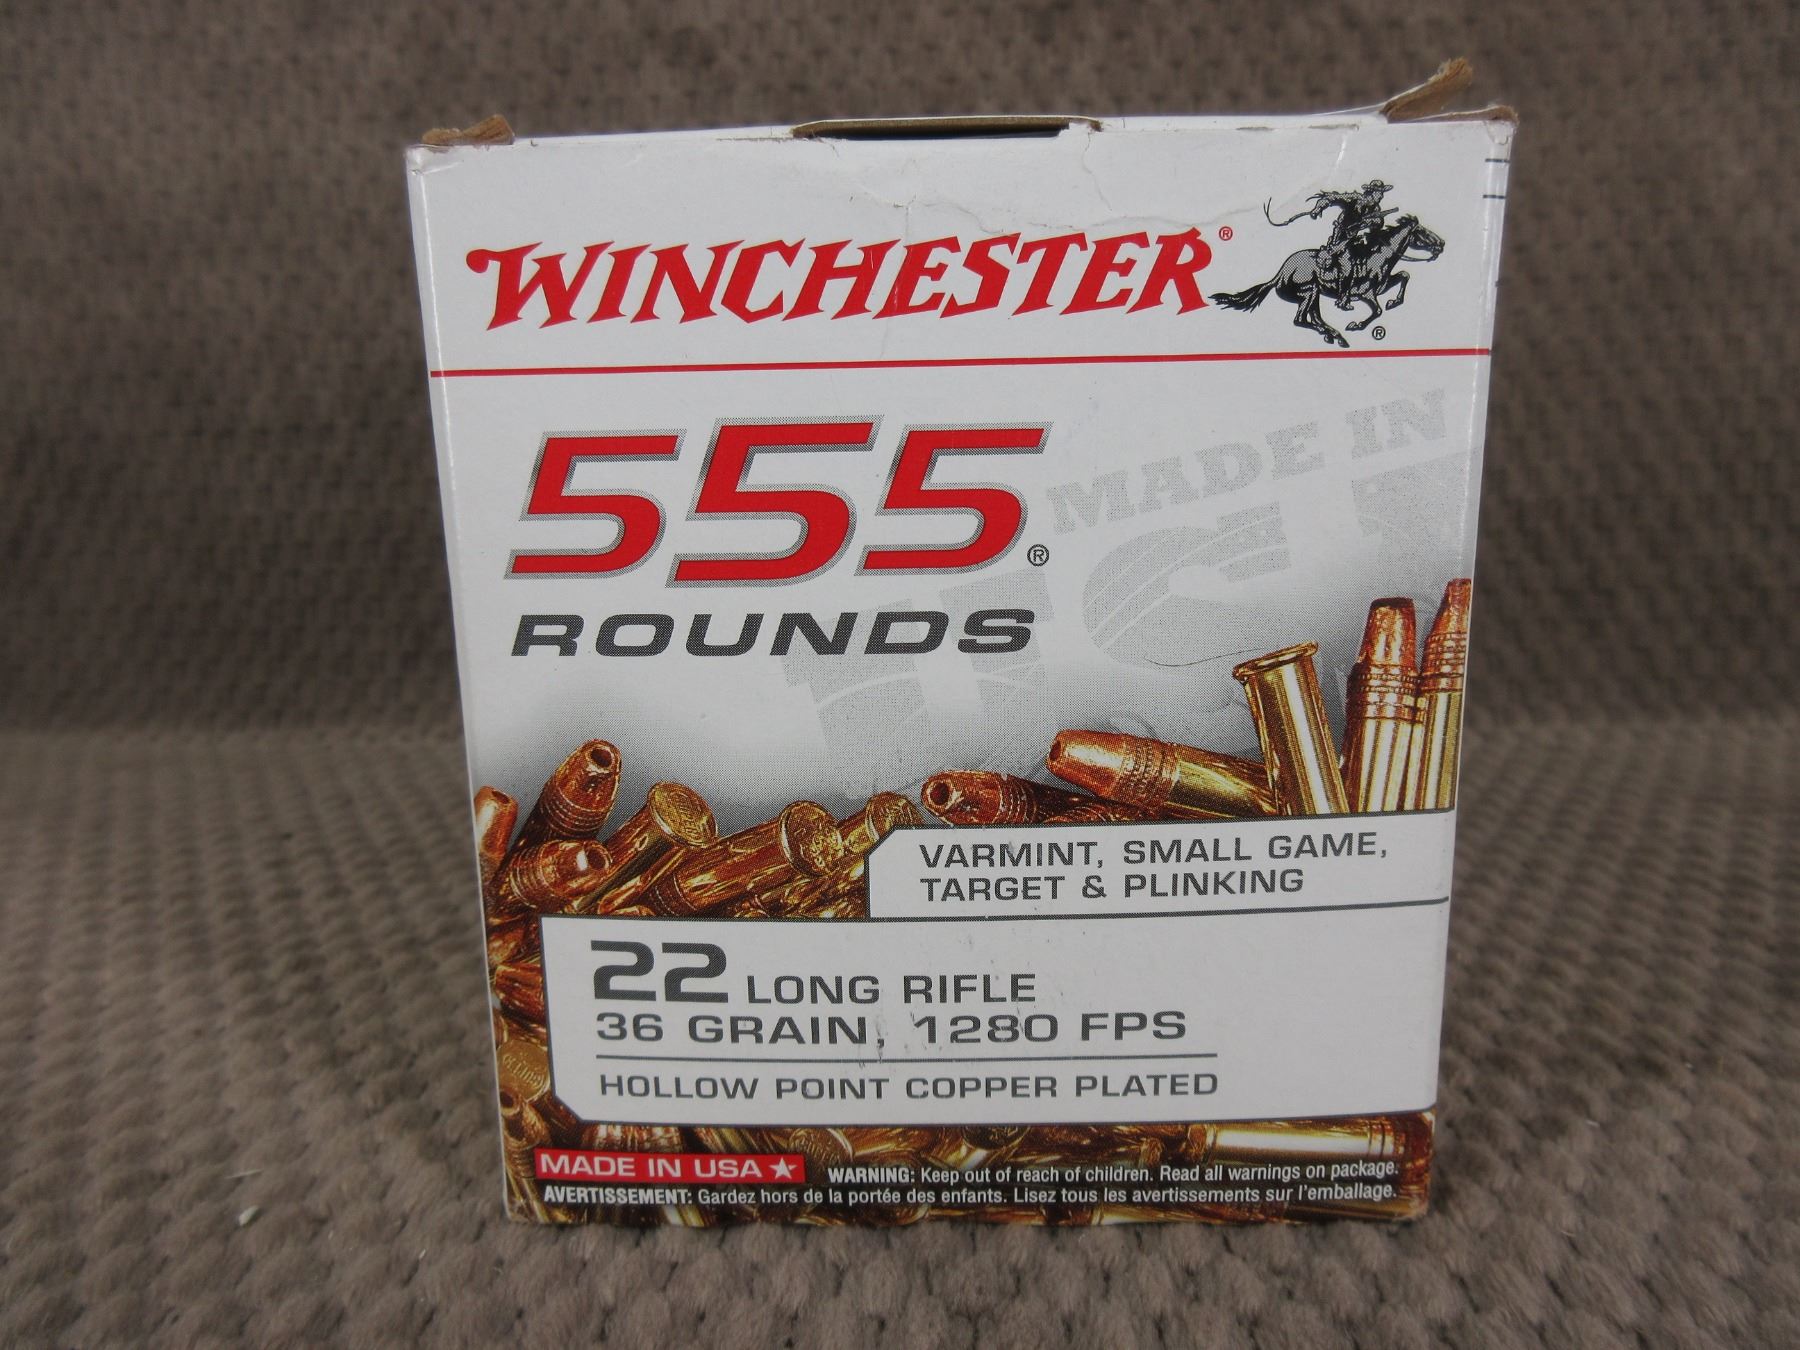 WINCHESTER®
®
555®
ROUNDS
MADE IN
USA
VARMINT, SMALL GAME,
TARGET & PLINKING
22 LONG RIFLE
36 GRAIN, 1280 FPS
HOLLOW POINT COPPER PLATED
MADE IN USA
WARNING: Keep out of reach of children. Read all warnings on package.
AVERTISSEMENT: Gardez hors de la portée des enfants. Lisez tous les avertissements sur l'emballage.